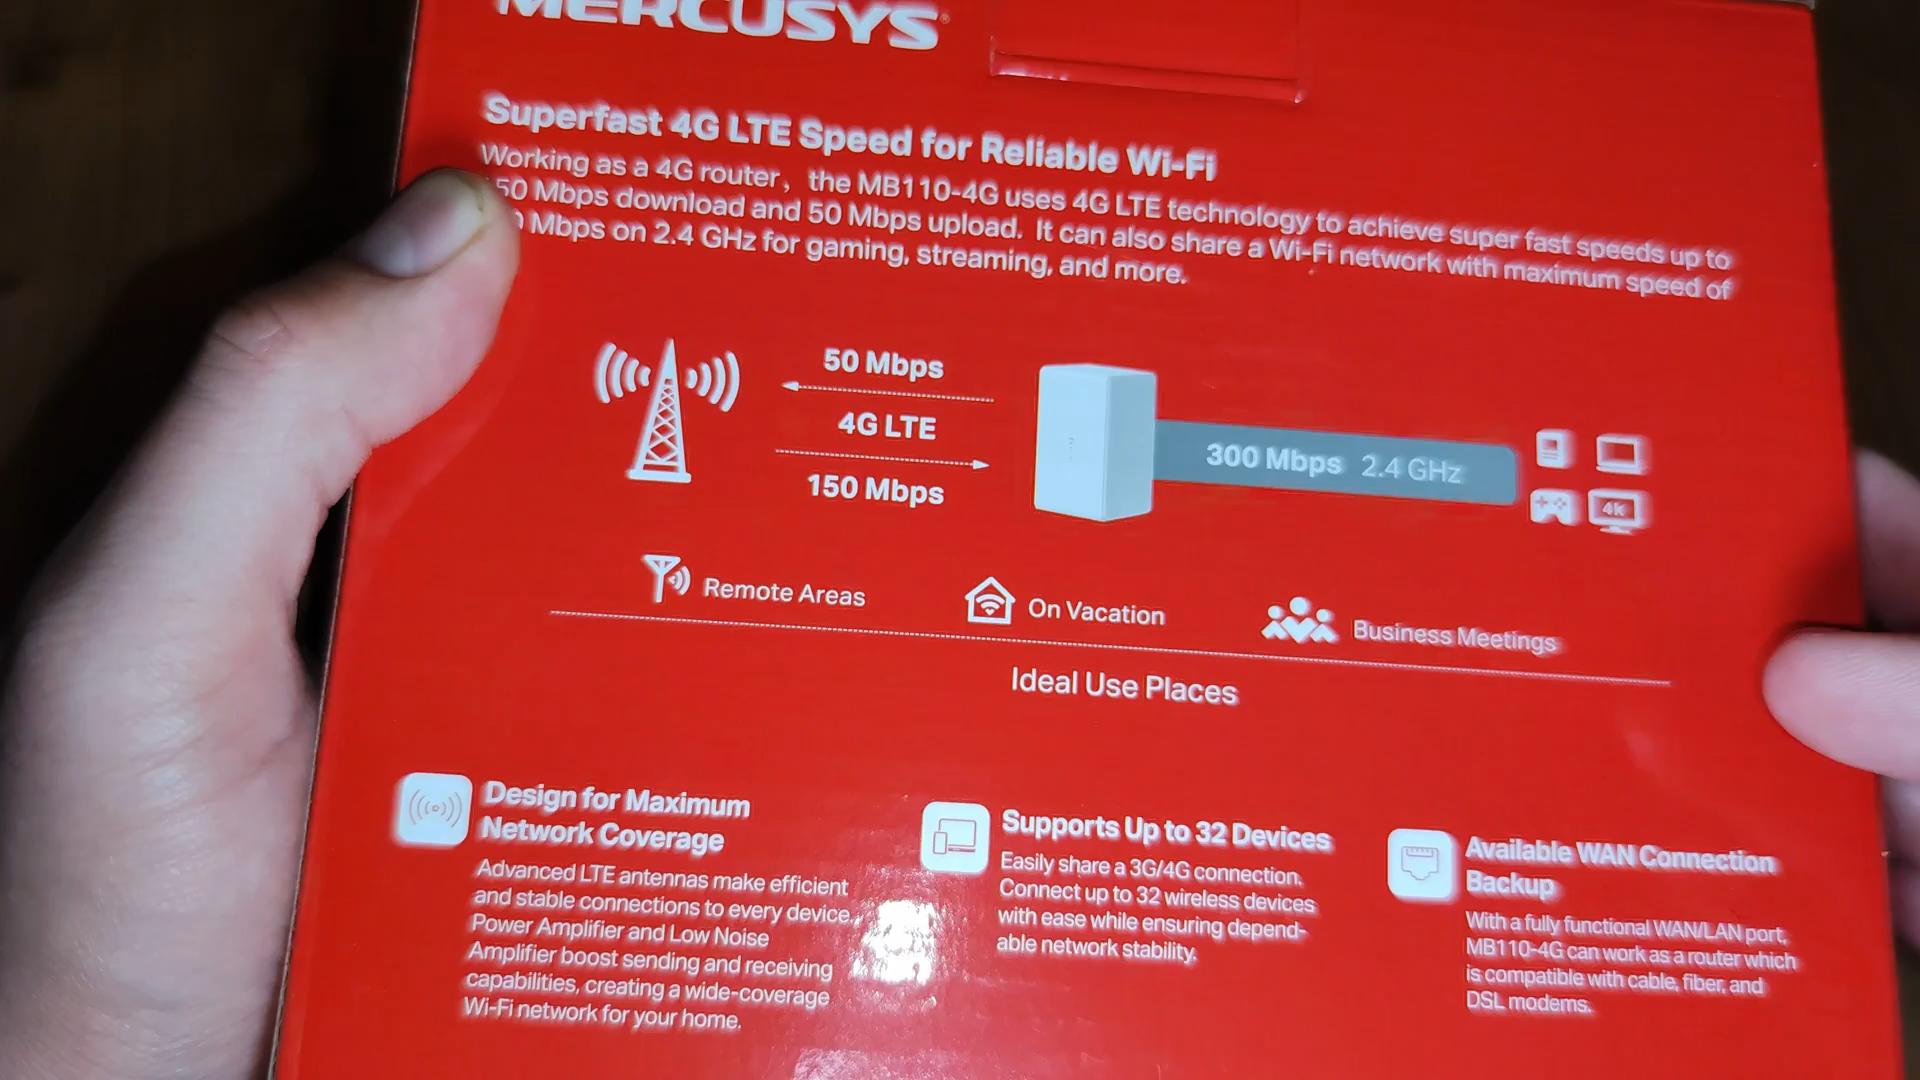 MERCUSYS
Superfast 4G LTE Speed for Reliable Wi-Fi
Working as a 4G router, the MB110-4G uses 4G LTE technology to achieve super fast speeds up to
50 Mbps download and 50 Mbps upload. It can also share a Wi-Fi network with maximum speed of
Mbps on 2.4 GHz for gaming, streaming, and more.
50 Mbps
4G LTE
150 Mbps
300 Mbps 2.4 GHz
4k
Remote Areas
On Vacation
Business Meetings
Ideal Use Places
Design for Maximum
Network Coverage
Advanced LTE antennas make efficient
and stable connections to every device.
Power Amplifier and Low Noise
Amplifier boost sending and receiving
capabilities, creating a wide-coverage
Wi-Fi network for your home.
Supports Up to 32 Devices
Easily share a 3G/4G connection.
Connect up to 32 wireless devices
with ease while ensuring depend-
able network stability.
Available WAN Connection
Backup
With a fully functional WAN/LAN port,
MB110-4G can work as a router which
is compatible with cable, fiber, and
DSL modems.